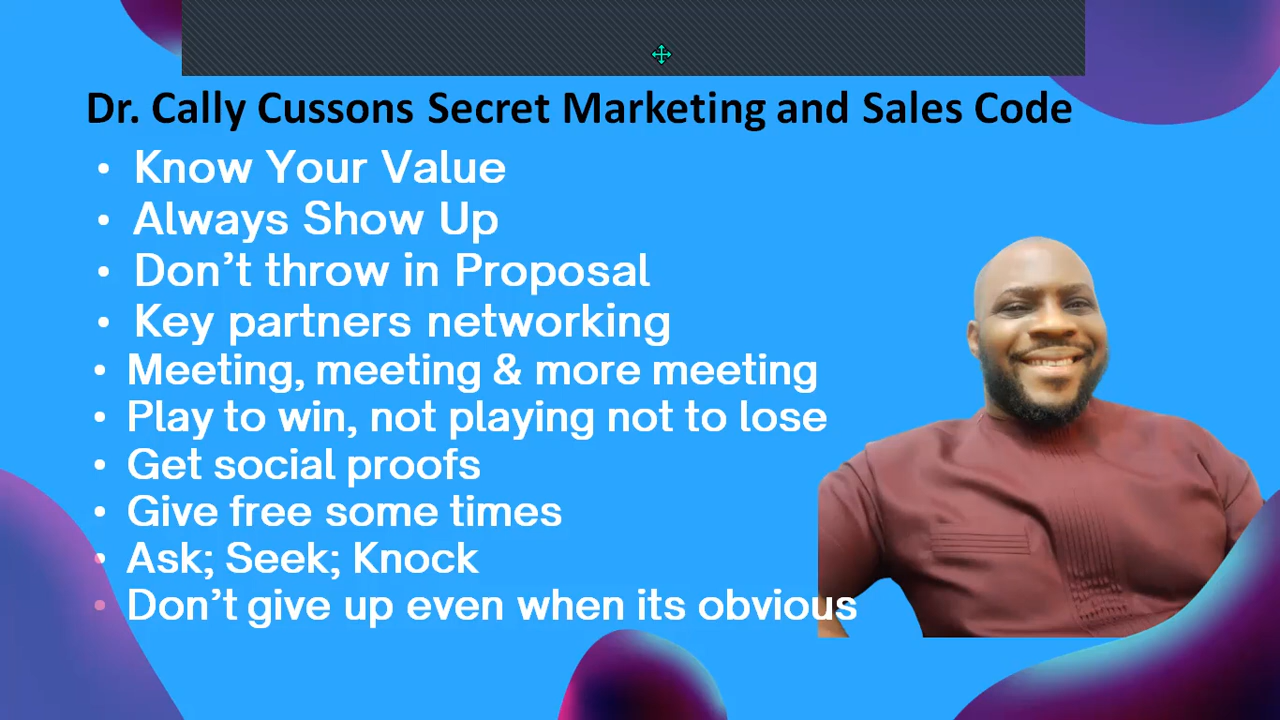 Dr. Cally Cussons Secret Marketing and Sales Code
• Know Your Value
• Always Show Up
• Don’t throw in Proposal
• Key partners networking
• Meeting, meeting & more meeting
• Play to win, not playing not to lose
• Get social proofs
• Give free some times
• Ask; Seek; Knock
• Don’t give up even when its obvious